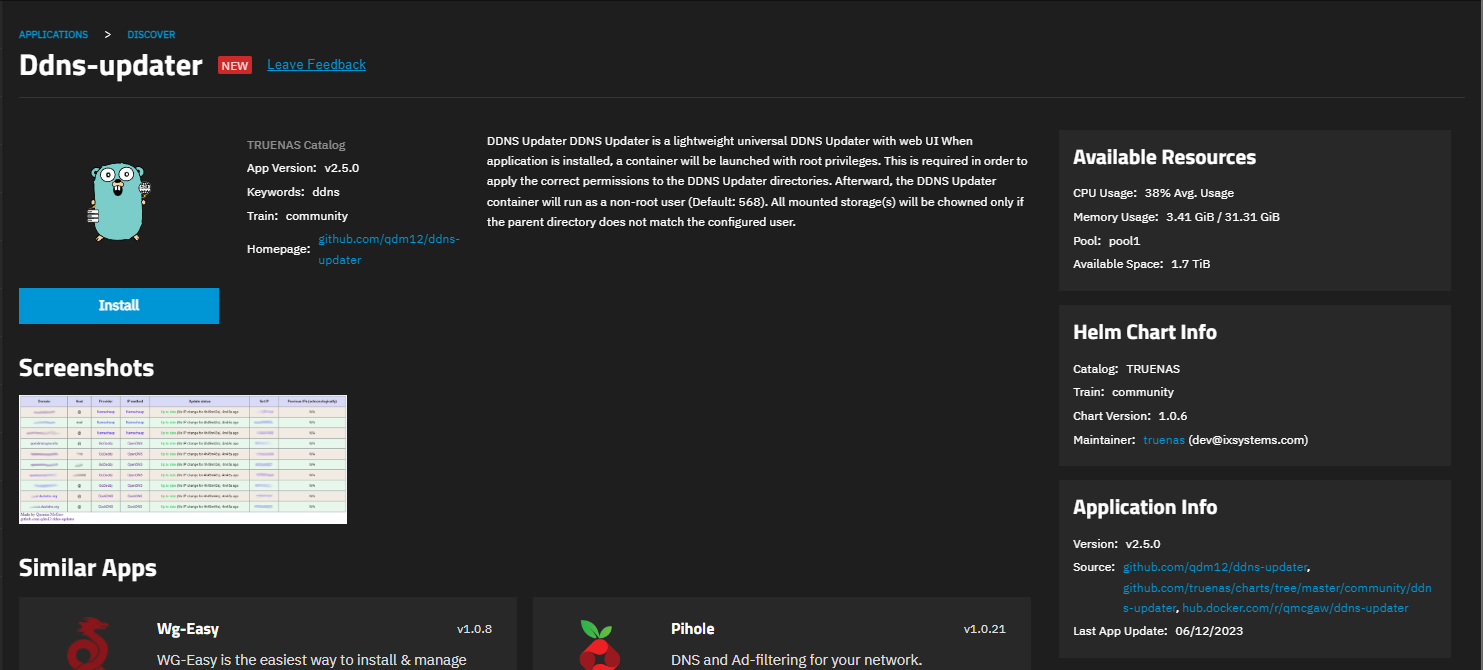 APPLICATIONS > DISCOVER
Ddns-updater NEW Leave Feedback
TRUENAS Catalog
App Version: v2.5.0
Keywords: ddns
Train: community
Homepage: github.com/qdm12/ddns-
updater
Install
DDNS Updater DDNS Updater is a lightweight universal DDNS Updater with web UI When
application is installed, a container will be launched with root privileges. This is required in order to
apply the correct permissions to the DDNS Updater directories. Afterward, the DDNS Updater
container will run as a non-root user (Default: 568). All mounted storage(s) will be chowned only if
the parent directory does not match the configured user.
Screenshots
Similar Apps
Wg-Easy v1.0.8
WG-Easy is the easiest way to install & manage
Pihole v1.0.21
DNS and Ad-filtering for your network.
Available Resources
CPU Usage: 38% Avg. Usage
Memory Usage: 3.41 GiB / 31.31 GiB
Pool: pool1
Available Space: 1.7 TiB
Helm Chart Info
Catalog: TRUENAS
Train: community
Chart Version: 1.0.6
Maintainer: truenas (dev@ixsystems.com)
Application Info
Version: v2.5.0
Source: github.com/qdm12/ddns-updater,
github.com/truenas/charts/tree/master/community/ddn
s-updater, hub.docker.com/r/qmcgaw/ddns-updater
Last App Update: 06/12/2023